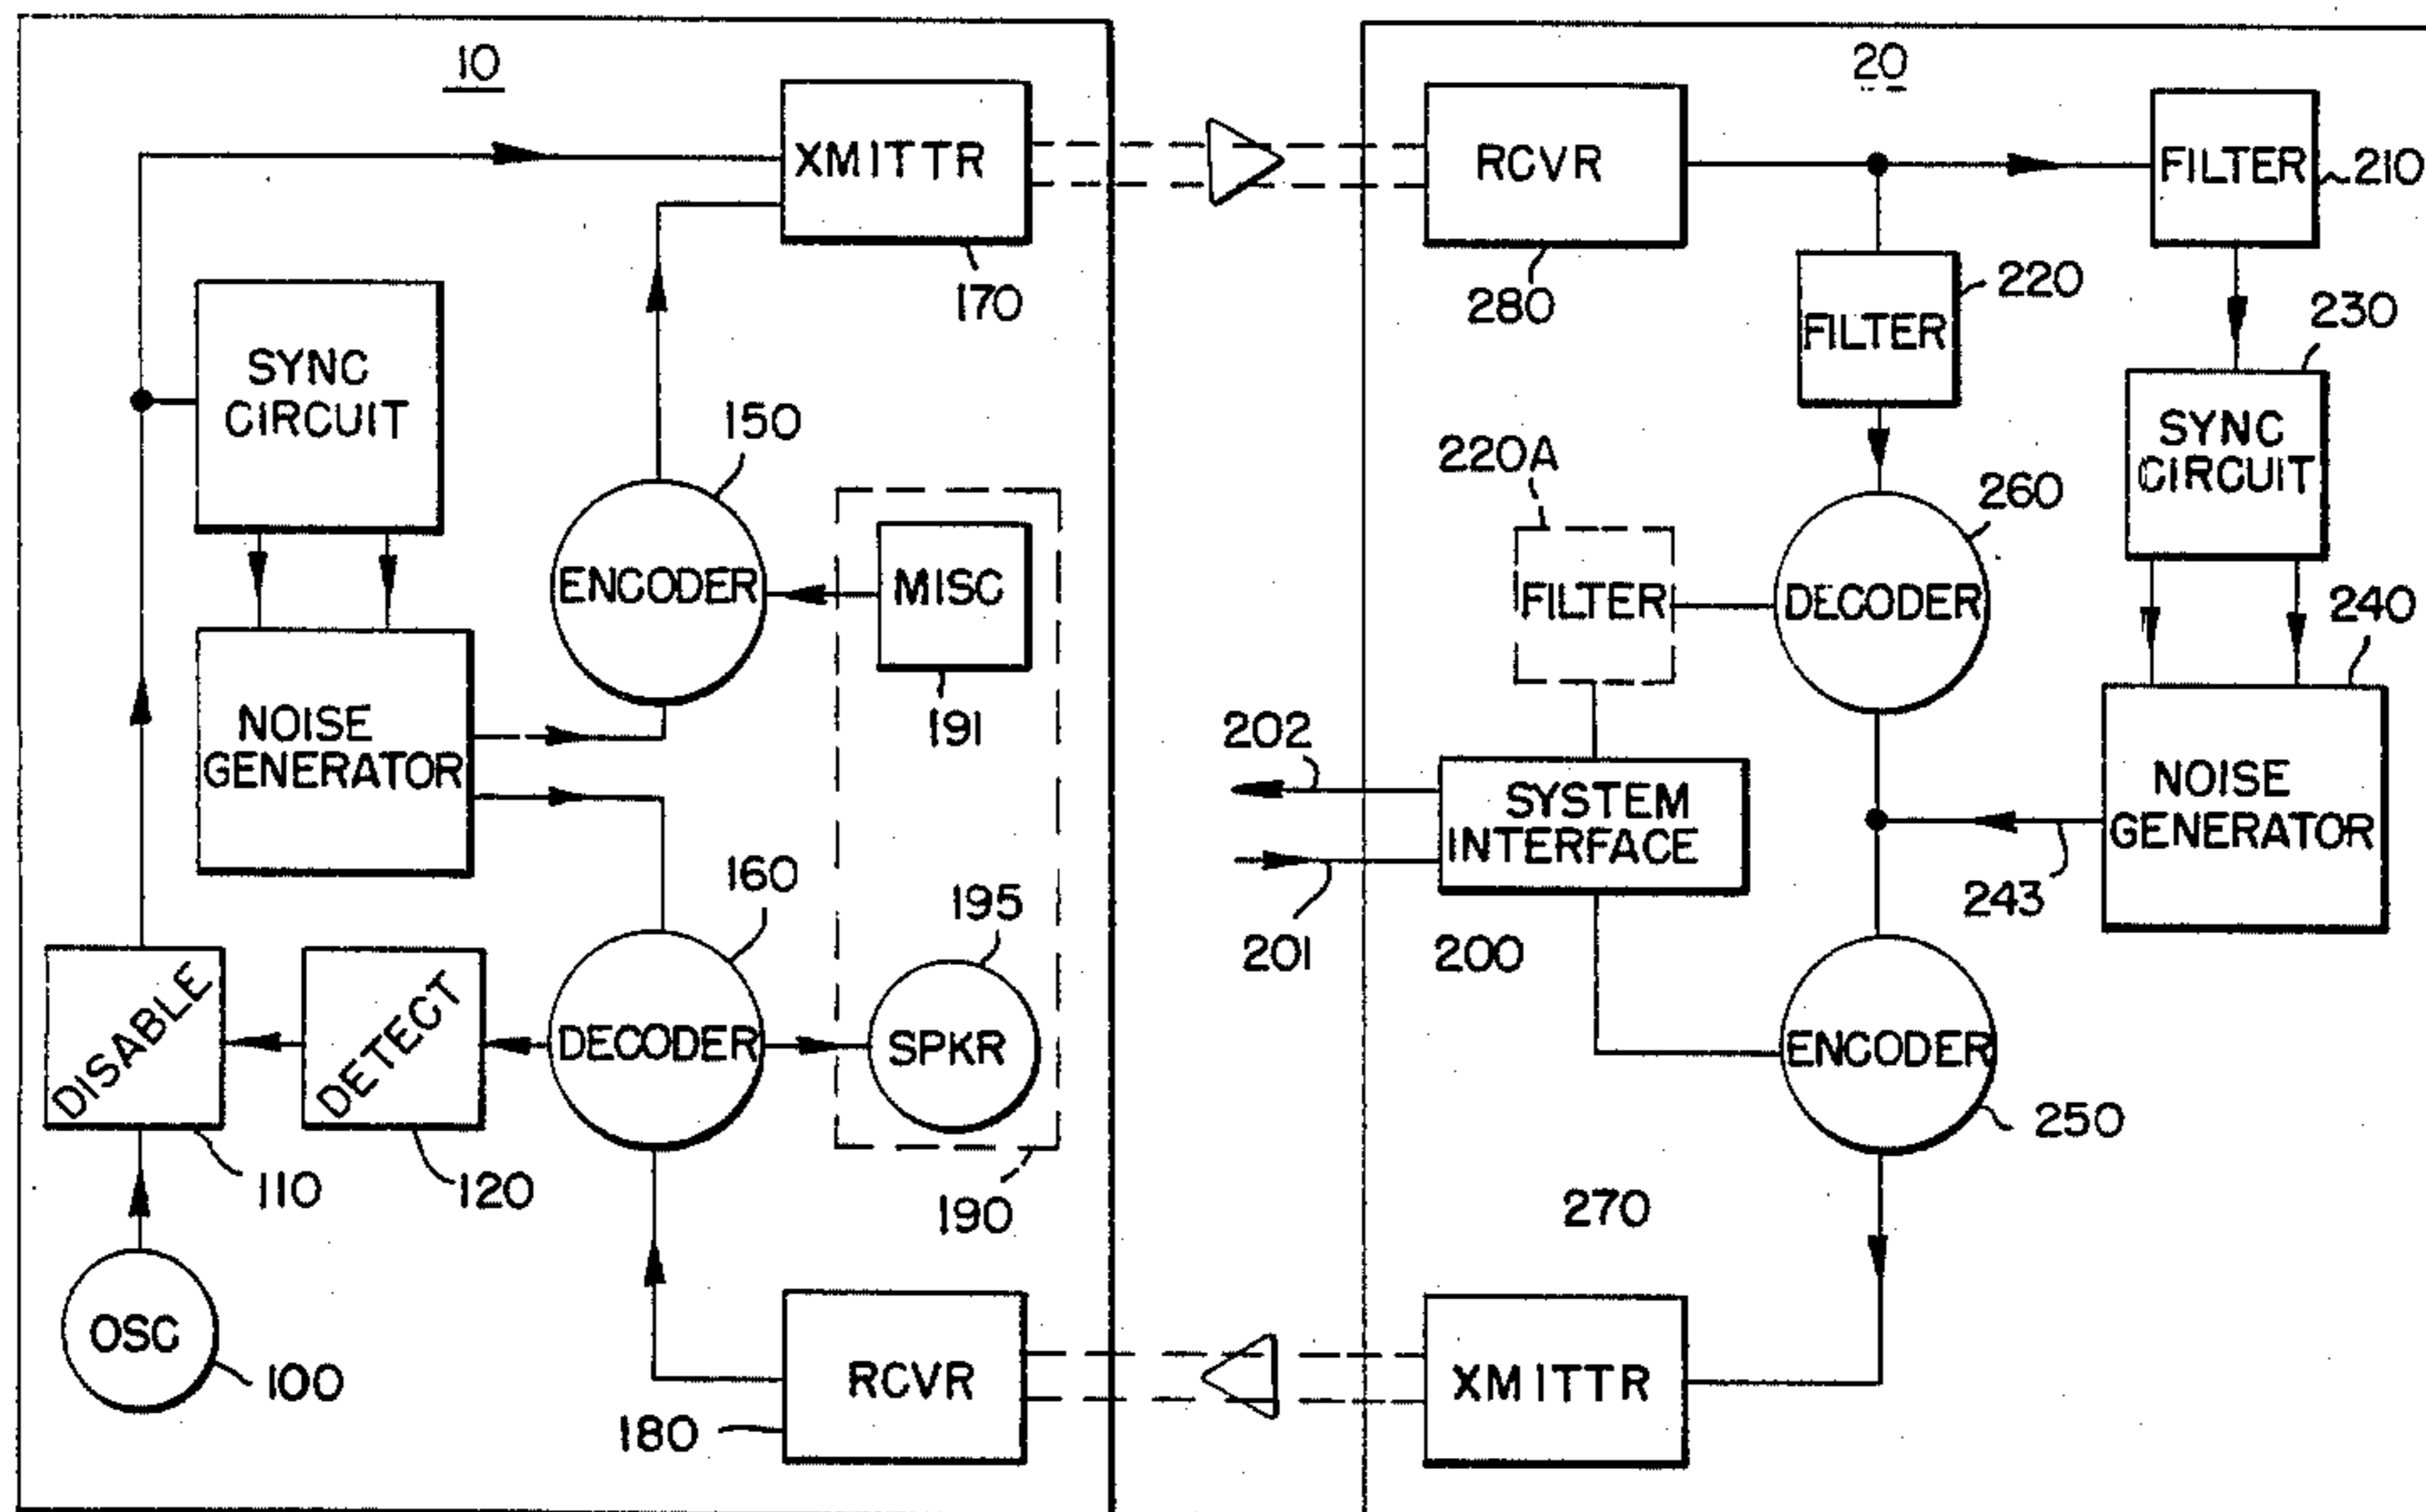 10
XMITTR
170
SYNC
CIRCUIT
150
ENCODER
MISC
191
NOISE
GENERATOR
160
195
DISABLE
DETECT
DECODER
SPKR
110
120
190
OSC
100
RCVR
180
20
RCVR
280
FILTER
210
220
FILTER
230
SYNC
CIRCUIT
220A
260
FILTER
DECODER
240
202
SYSTEM
INTERFACE
NOISE
GENERATOR
243
201
200
ENCODER
250
270
XMITTR